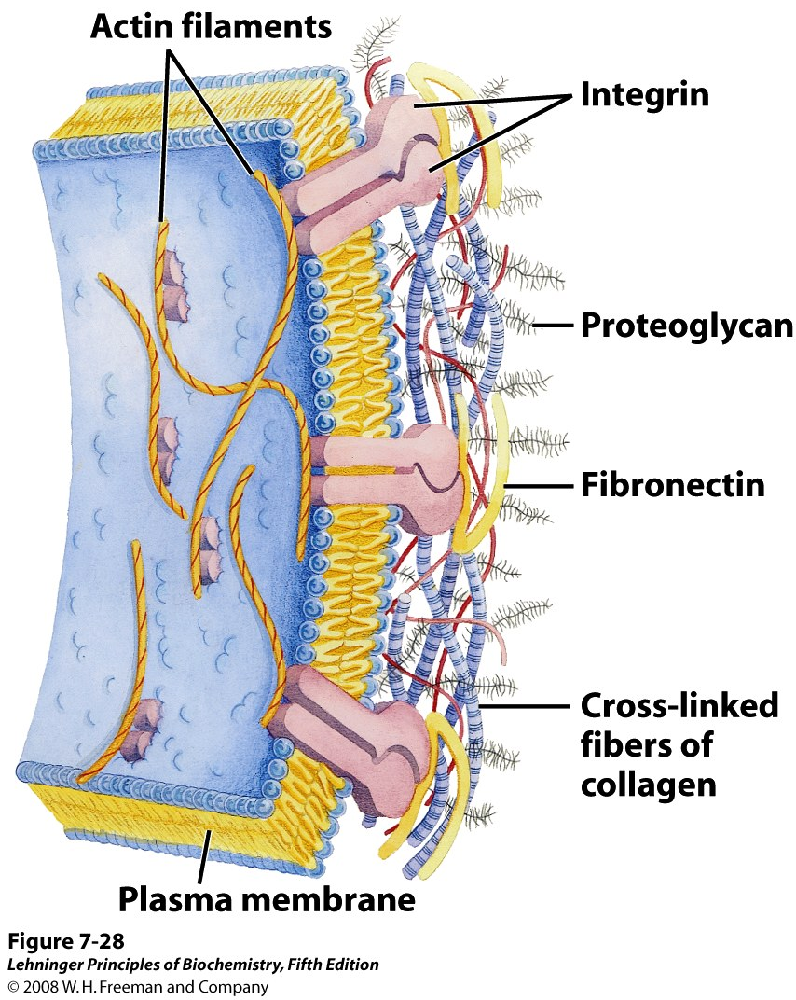 Actin filaments
Integrin
Proteoglycan
Fibronectin
Cross-linked
fibers of
collagen
Plasma membrane
Figure 7-28
Lehninger Principles of Biochemistry, Fifth Edition
© 2008 W. H. Freeman and Company